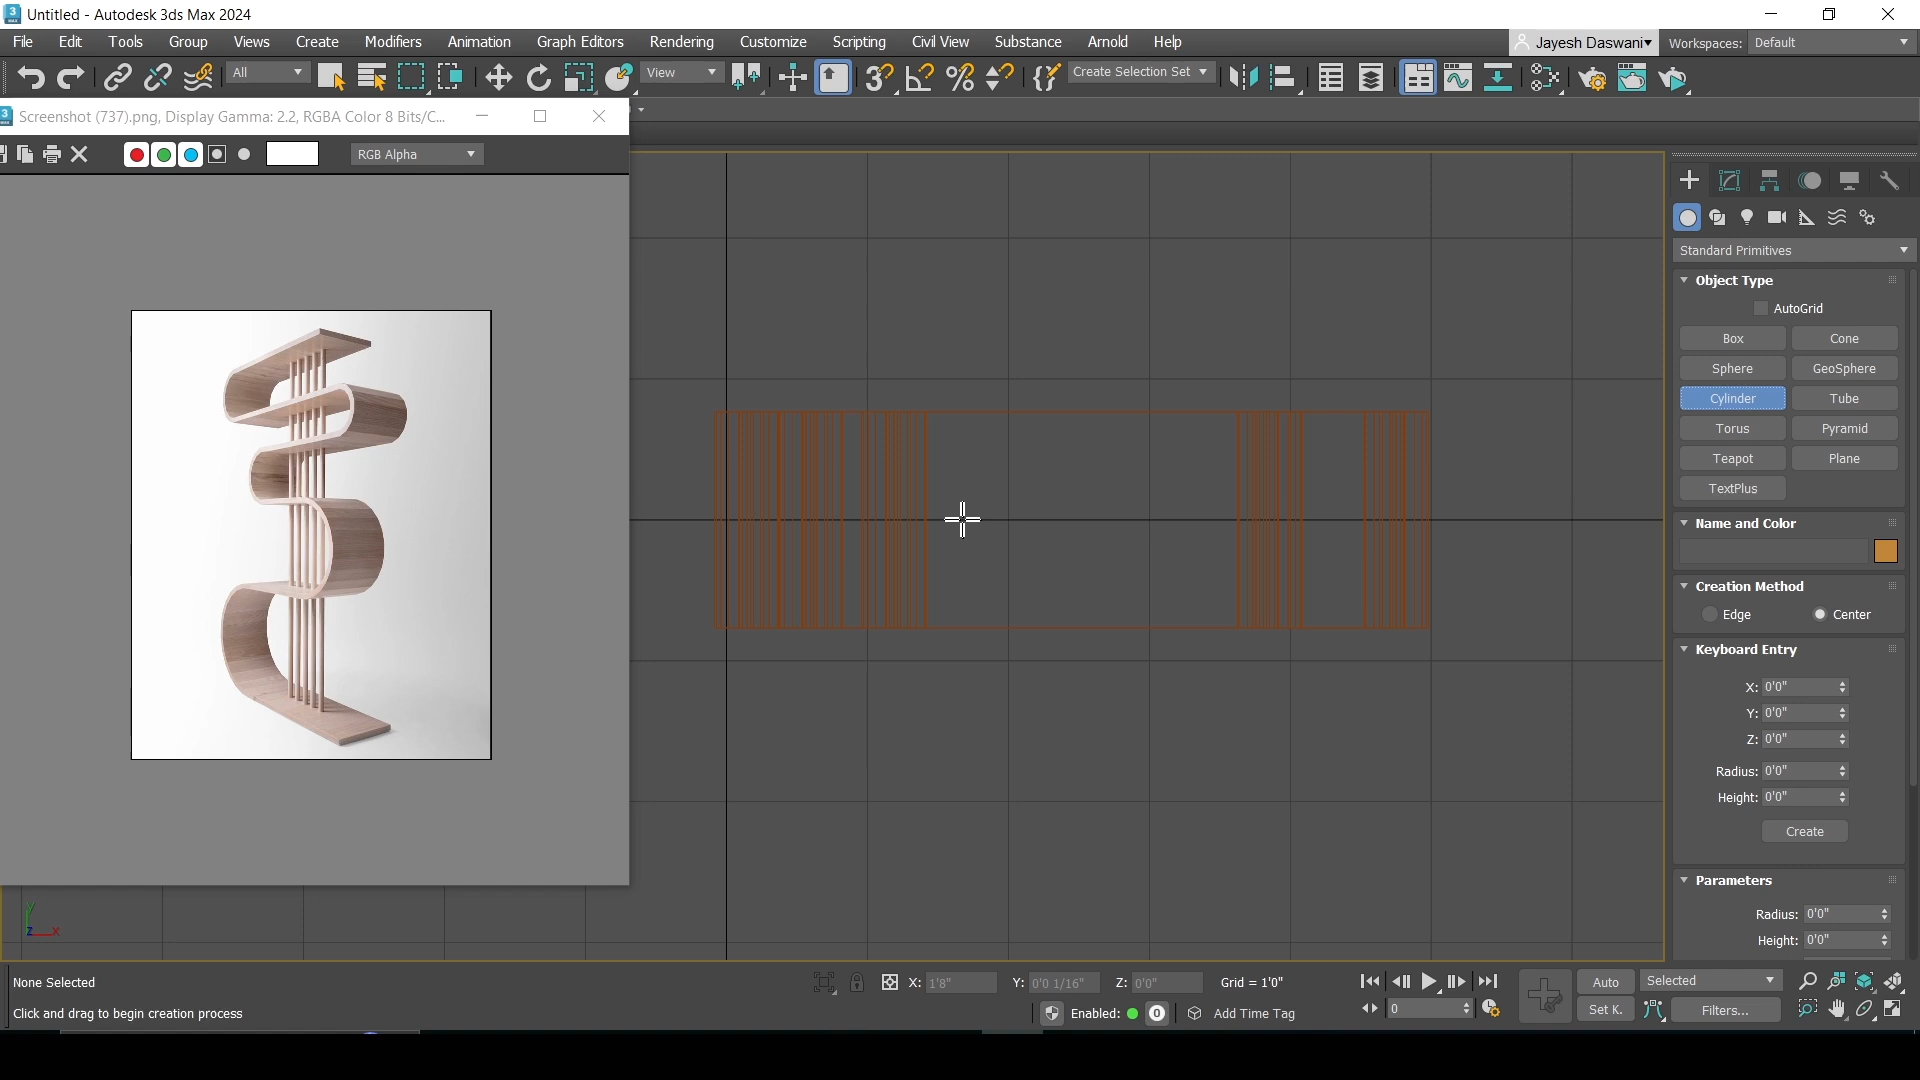 Untitled - Autodesk 3ds Max 2024
File Edit Tools Group Views Create Modifiers Animation Graph Editors Rendering Customize Scripting Civil View Substance Arnold Help
Jayesh Daswani Workspaces: Default
All View Create Selection Set
Screenshot (737).png, Display Gamma: 2.2, RGBA Color 8 Bits/C...
RGB Alpha
Standard Primitives
Object Type
AutoGrid
Box Cone
Sphere GeoSphere
Cylinder Tube
Torus Pyramid
Teapot Plane
TextPlus
Name and Color
Creation Method
Edge Center
Keyboard Entry
X: 0'0"
Y: 0'0"
Z: 0'0"
Radius: 0'0"
Height: 0'0"
Create
Parameters
Radius: 0'0"
Height: 0'0"
y
z x
None Selected X: 1'8" Y: 0'0 1/16" Z: 0'0" Grid = 1'0" Auto Selected
Click and drag to begin creation process Enabled: 0 Add Time Tag 0 Set K. Filters...